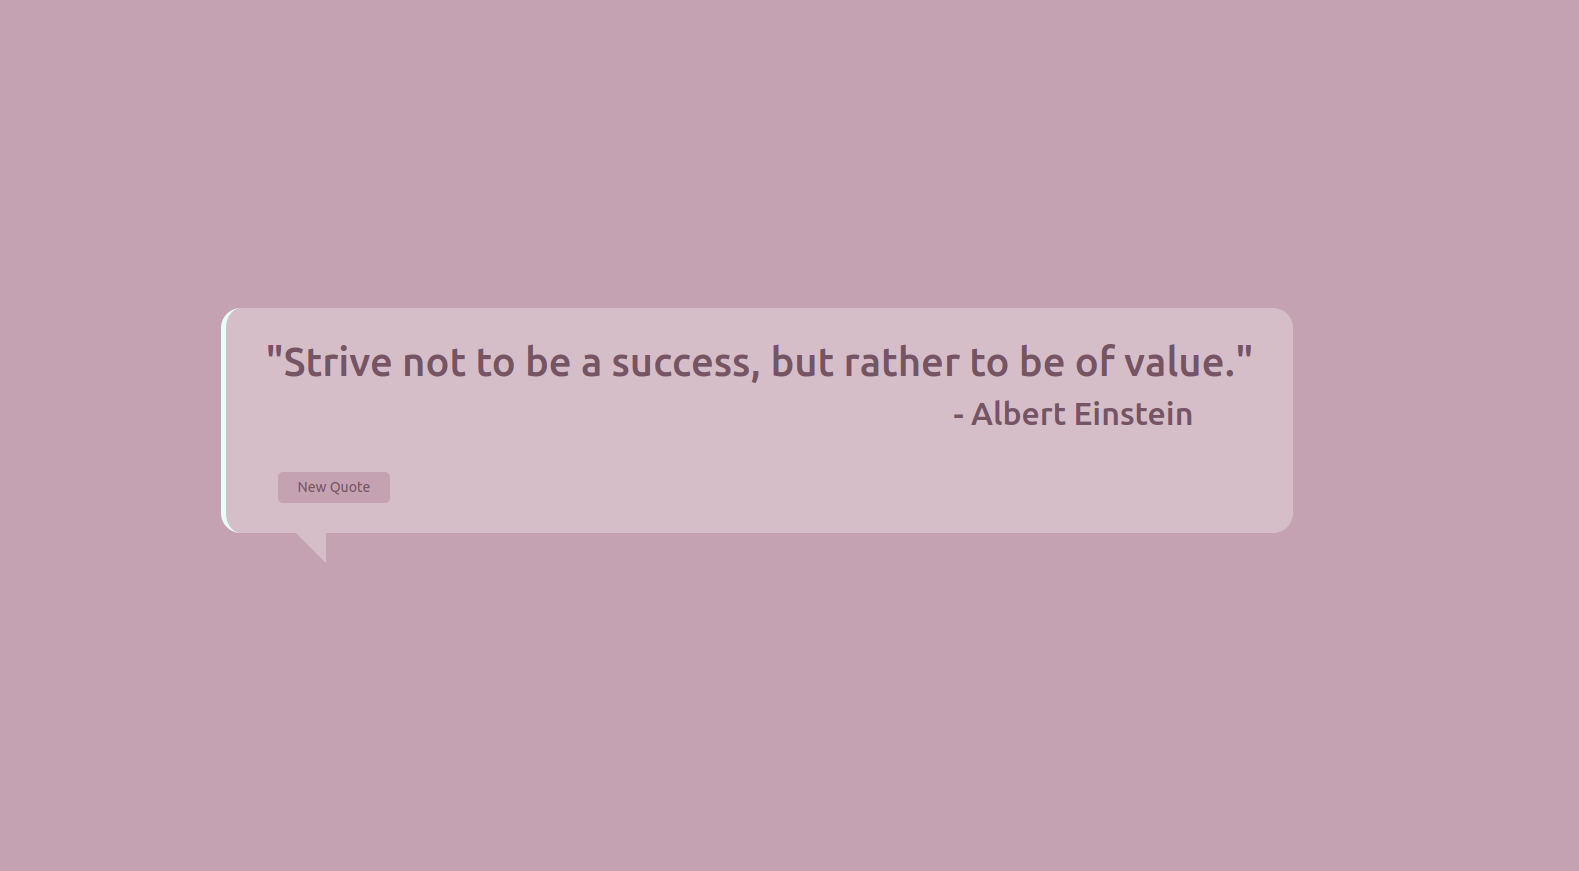 "Strive not to be a success, but rather to be of value."
- Albert Einstein
New Quote